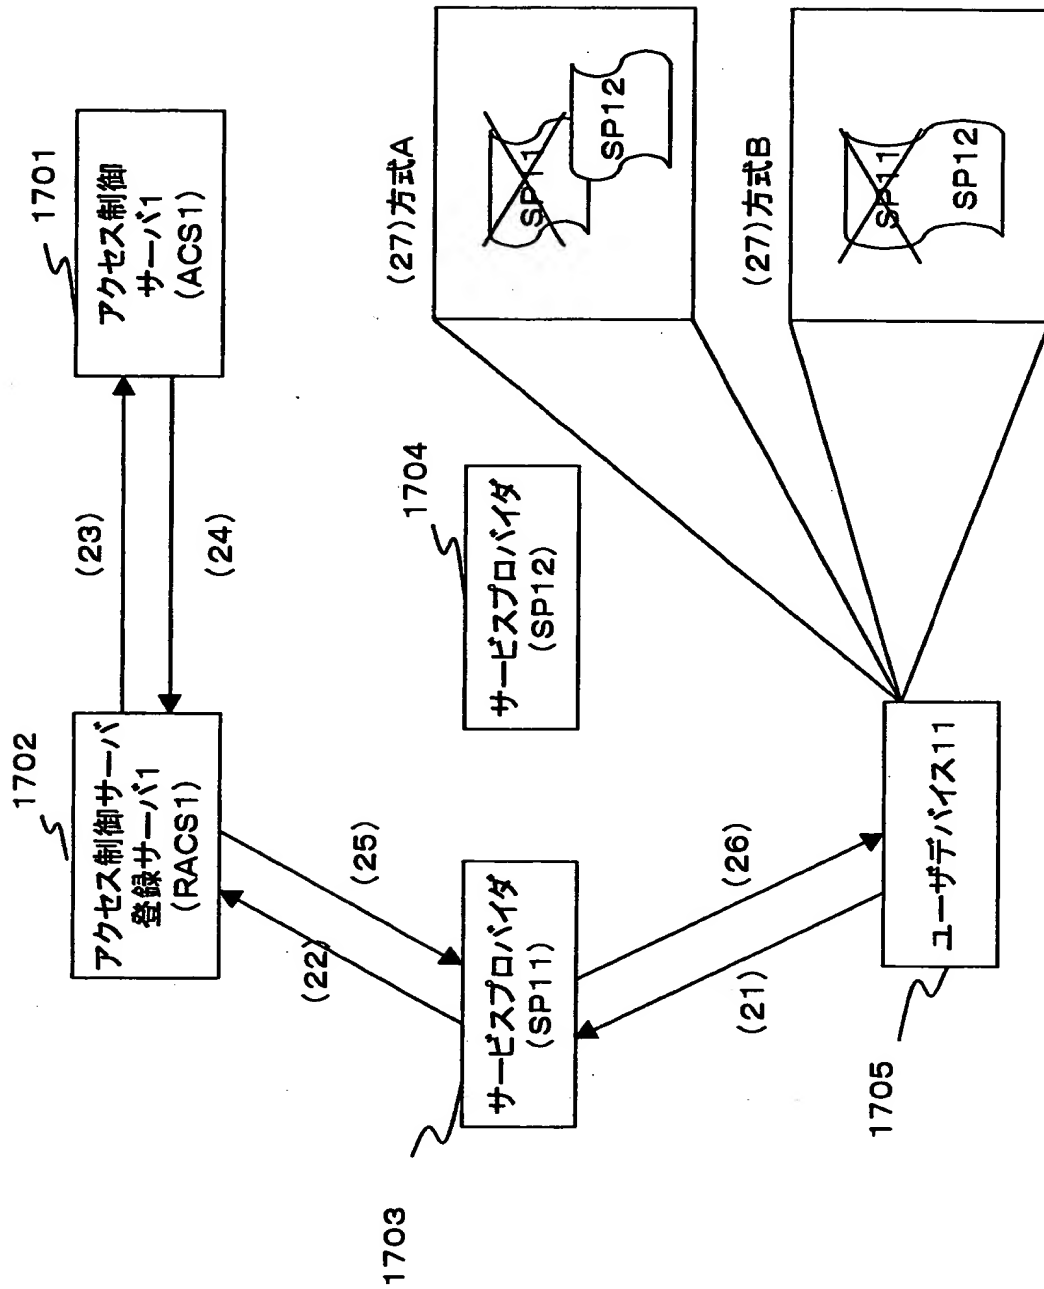 1701
アクセス制御
サーバ1
(ACS1)
(23)
(24)
1702
アクセス制御サーバ
登録サーバ1
(RACS1)
(22)
(25)
1703
サービスプロバイダ
(SP11)
1704
サービスプロバイダ
(SP12)
(21)
(26)
1705
ユーザデバイス11
(27)方式A
SP11
SP12
(27)方式B
SP11
SP12